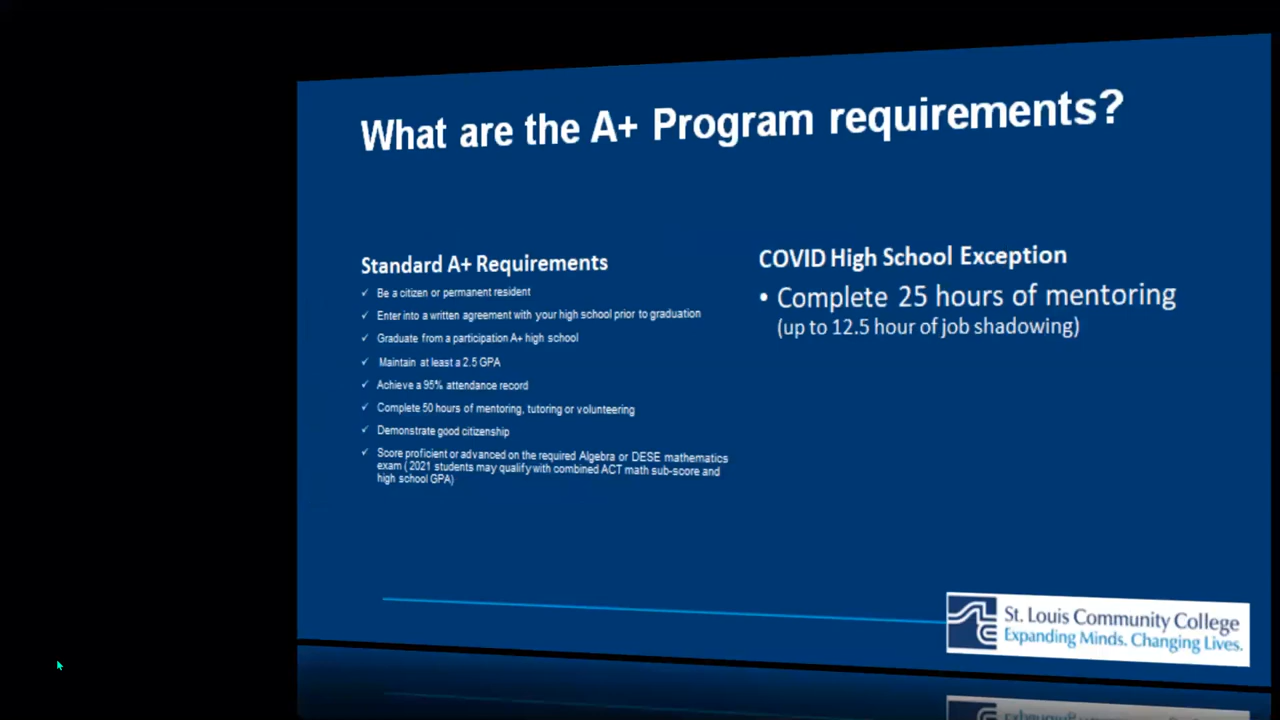 What are the A+ Program requirements?
Standard A+ Requirements
✓ Be a citizen or permanent resident
✓ Enter into a written agreement with your high school prior to graduation
✓ Graduate from a participation A+ high school
✓ Maintain at least a 2.5 GPA
✓ Achieve a 95% attendance record
✓ Complete 50 hours of mentoring, tutoring or volunteering
✓ Demonstrate good citizenship
✓ Score proficient or advanced on the required Algebra or DESE mathematics
exam ( 2021 students may qualify with combined ACT math sub-score and
high school GPA)
COVID High School Exception
• Complete 25 hours of mentoring
(up to 12.5 hour of job shadowing)
St. Louis Community College
Expanding Minds. Changing Lives.